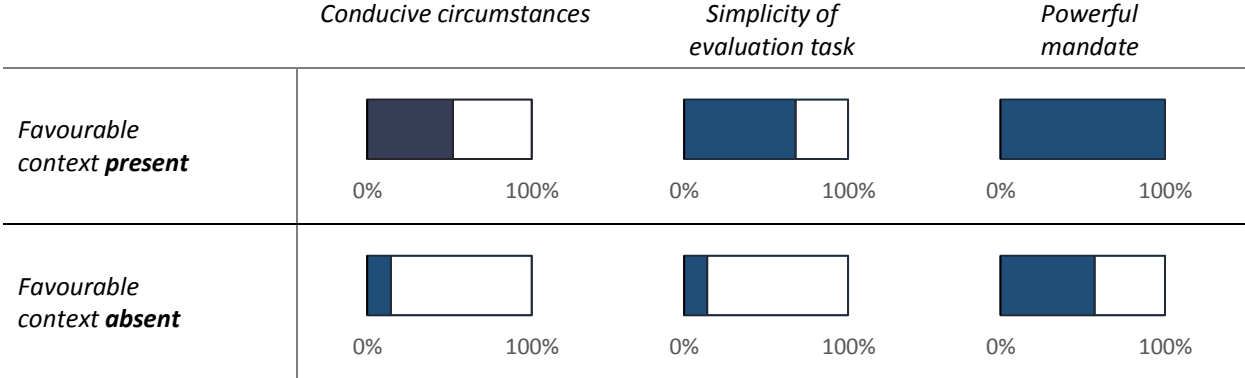 Conducive circumstances
Simplicity of
evaluation task
Powerful
mandate
Favourable
context present
0% 100% 0% 100% 0% 100%
Favourable
context absent
0% 100% 0% 100% 0% 100%